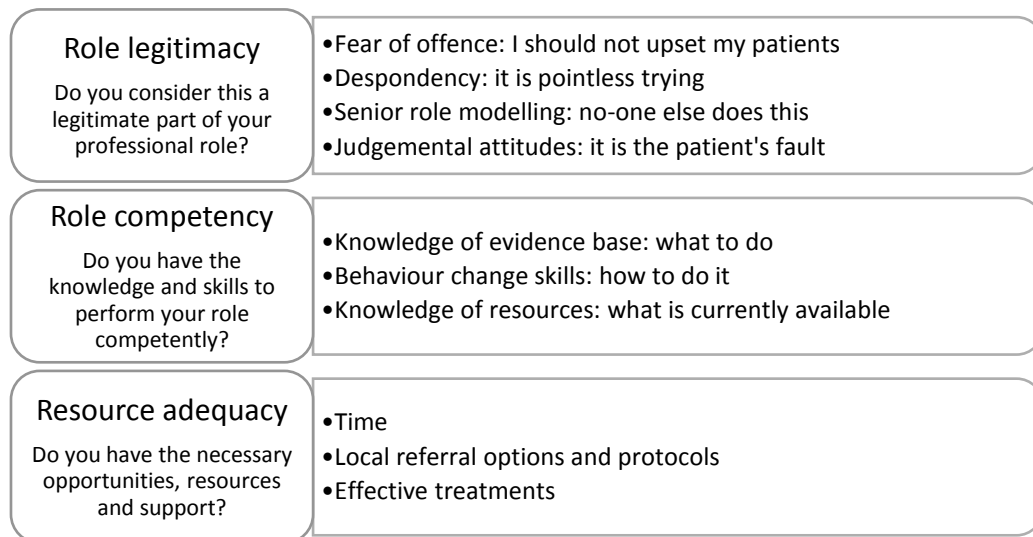 Role legitimacy
Do you consider this a
legitimate part of your
professional role?
•Fear of offence: I should not upset my patients
•Despondency: it is pointless trying
•Senior role modelling: no-one else does this
•Judgemental attitudes: it is the patient's fault
Role competency
Do you have the
knowledge and skills to
perform your role
competently?
•Knowledge of evidence base: what to do
•Behaviour change skills: how to do it
•Knowledge of resources: what is currently available
Resource adequacy
Do you have the necessary
opportunities, resources
and support?
•Time
•Local referral options and protocols
•Effective treatments